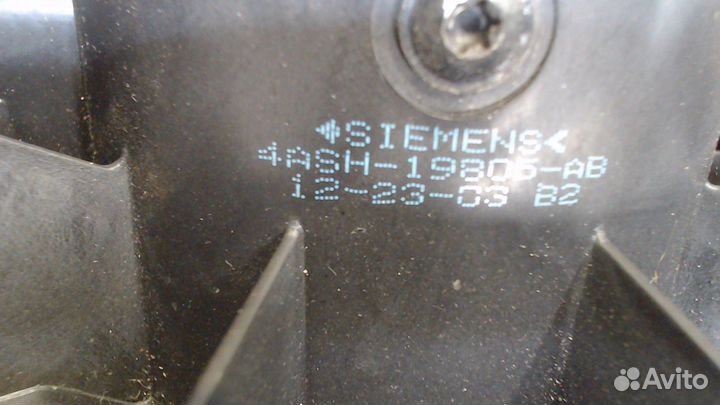 SIEMENS
4ASH-19805-AB
12-23-03 B2
Avito